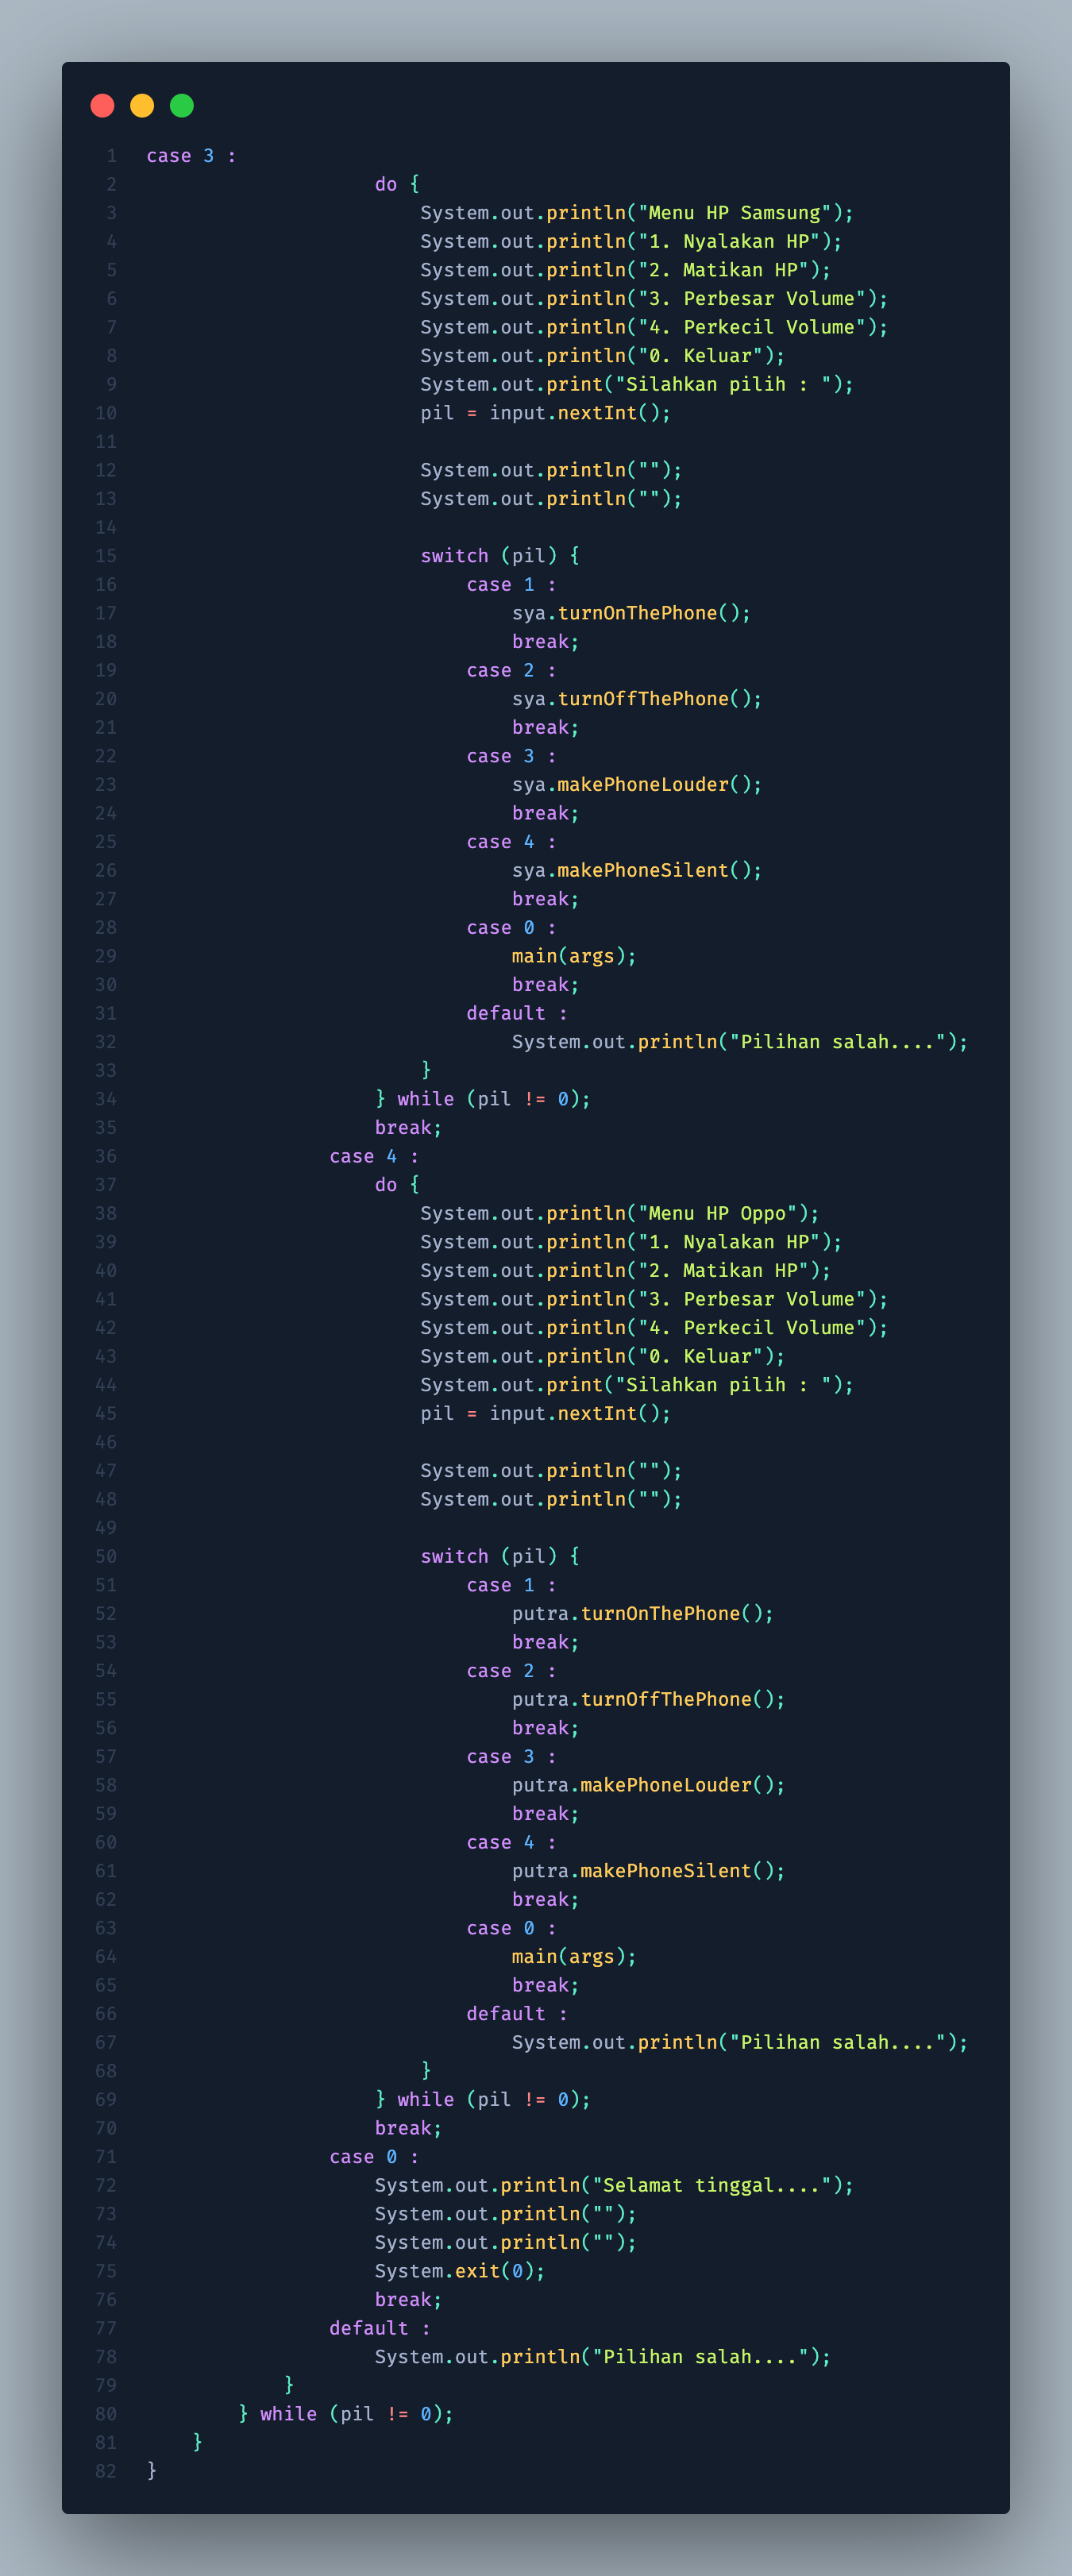 1 case 3 :
2 do {
3 System.out.println("Menu HP Samsung");
4 System.out.println("1. Nyalakan HP");
5 System.out.println("2. Matikan HP");
6 System.out.println("3. Perbesar Volume");
7 System.out.println("4. Perkecil Volume");
8 System.out.println("0. Keluar");
9 System.out.print("Silahkan pilih : ");
10 pil = input.nextInt();
11
12 System.out.println("");
13 System.out.println("");
14
15 switch (pil) {
16 case 1 :
17 sya.turnOnThePhone();
18 break;
19 case 2 :
20 sya.turnOffThePhone();
21 break;
22 case 3 :
23 sya.makePhoneLouder();
24 break;
25 case 4 :
26 sya.makePhoneSilent();
27 break;
28 case 0 :
29 main(args);
30 break;
31 default :
32 System.out.println("Pilihan salah....");
33 }
34 } while (pil != 0);
35 break;
36 case 4 :
37 do {
38 System.out.println("Menu HP Oppo");
39 System.out.println("1. Nyalakan HP");
40 System.out.println("2. Matikan HP");
41 System.out.println("3. Perbesar Volume");
42 System.out.println("4. Perkecil Volume");
43 System.out.println("0. Keluar");
44 System.out.print("Silahkan pilih : ");
45 pil = input.nextInt();
46
47 System.out.println("");
48 System.out.println("");
49
50 switch (pil) {
51 case 1 :
52 putra.turnOnThePhone();
53 break;
54 case 2 :
55 putra.turnOffThePhone();
56 break;
57 case 3 :
58 putra.makePhoneLouder();
59 break;
60 case 4 :
61 putra.makePhoneSilent();
62 break;
63 case 0 :
64 main(args);
65 break;
66 default :
67 System.out.println("Pilihan salah....");
68 }
69 } while (pil != 0);
70 break;
71 case 0 :
72 System.out.println("Selamat tinggal....");
73 System.out.println("");
74 System.out.println("");
75 System.exit(0);
76 break;
77 default :
78 System.out.println("Pilihan salah....");
79 }
80 } while (pil != 0);
81 }
82 }